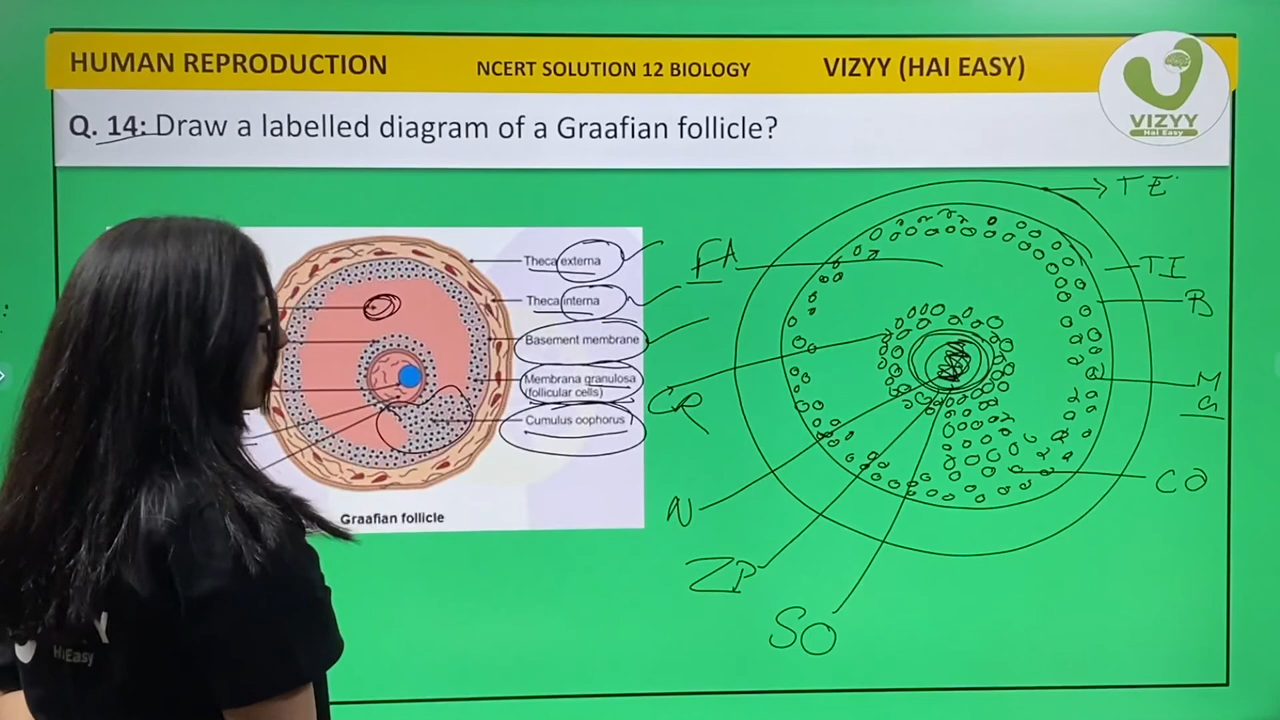 HUMAN REPRODUCTION NCERT SOLUTION 12 BIOLOGY VIZYY (HAI EASY)
VIZYY
Hai Easy
Q. 14: Draw a labelled diagram of a Graafian follicle?
Theca externa
Theca interna
Basement membrane
Membrana granulosa
(follicular cells)
Cumulus oophorus
Graafian follicle
TE
FA
TI
B
CR
M
G
CO
N
ZP
SO
Y
HaiEasy